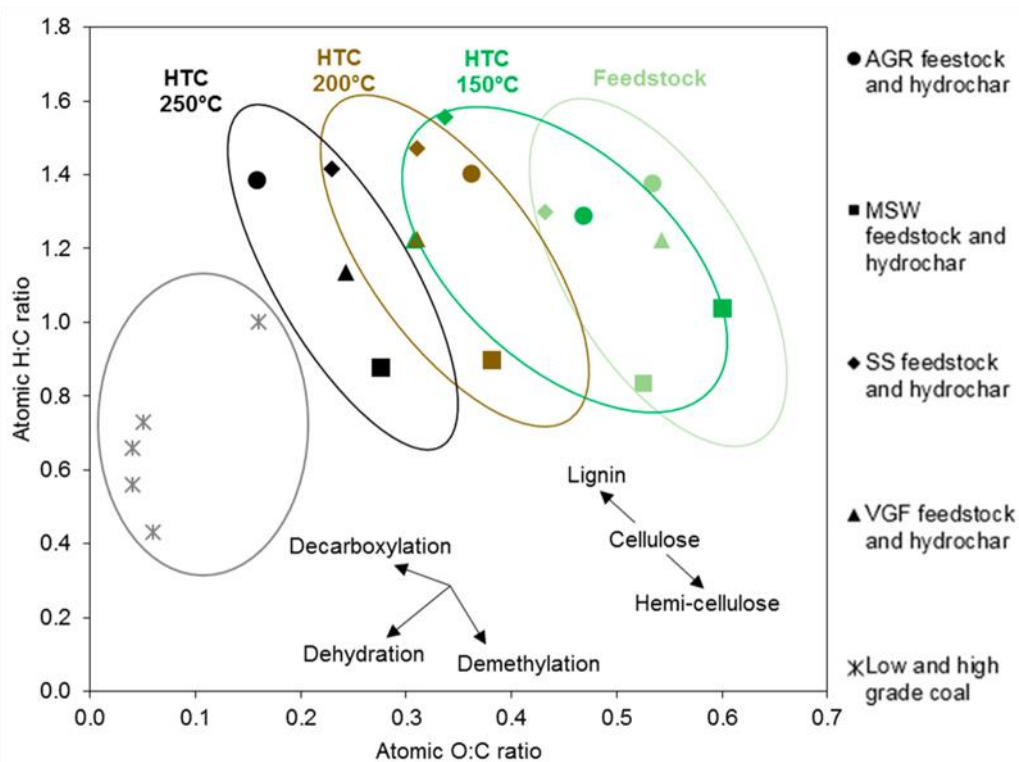 1.8
1.6
1.4
1.2
1.0
0.8
0.6
0.4
0.2
0.0
Atomic H:C ratio
0.0
0.1
0.2
0.3
0.4
0.5
0.6
0.7
Atomic O:C ratio
HTC
250°C
HTC
200°C
HTC
150°C
Feedstock
Lignin
Cellulose
Hemi-cellulose
Decarboxylation
Dehydration
Demethylation
AGR feestock
and hydrochar
MSW
feedstock and
hydrochar
SS feedstock
and hydrochar
VGF feedstock
and hydrochar
Low and high
grade coal